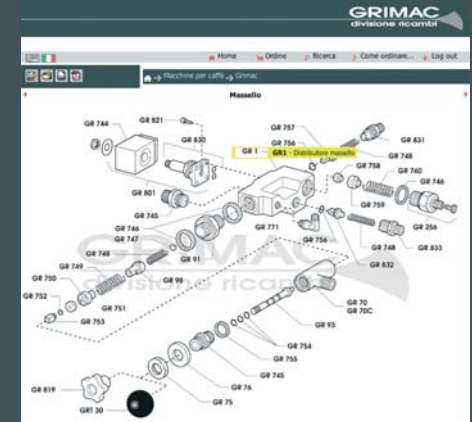 GRIMAC
divisione ricambi
Home
Ordine
Ricerca
Come ordinare...
Log out
Macchine per caffè
Grimac
Massello
GR 744
GR 821
GR 830
GR 757
GR 756
GR 1
GR1 - Distributore massello
GR 831
GR 758
GR 748
GR 760
GR 746
GR 801
GR 745
GR 759
GR 256
GR 746
GR 747
GR 771
GR 756
GR 748
GR 833
GR 748
GR 91
GR 832
GR 749
GR 98
GR 750
GR 752
GR 751
GR 753
GRIMAC
divisione ricambi
GR 70
GR 70C
GR 93
GR 754
GR 755
GR 745
GR 76
GR 75
GR 819
GRT 30